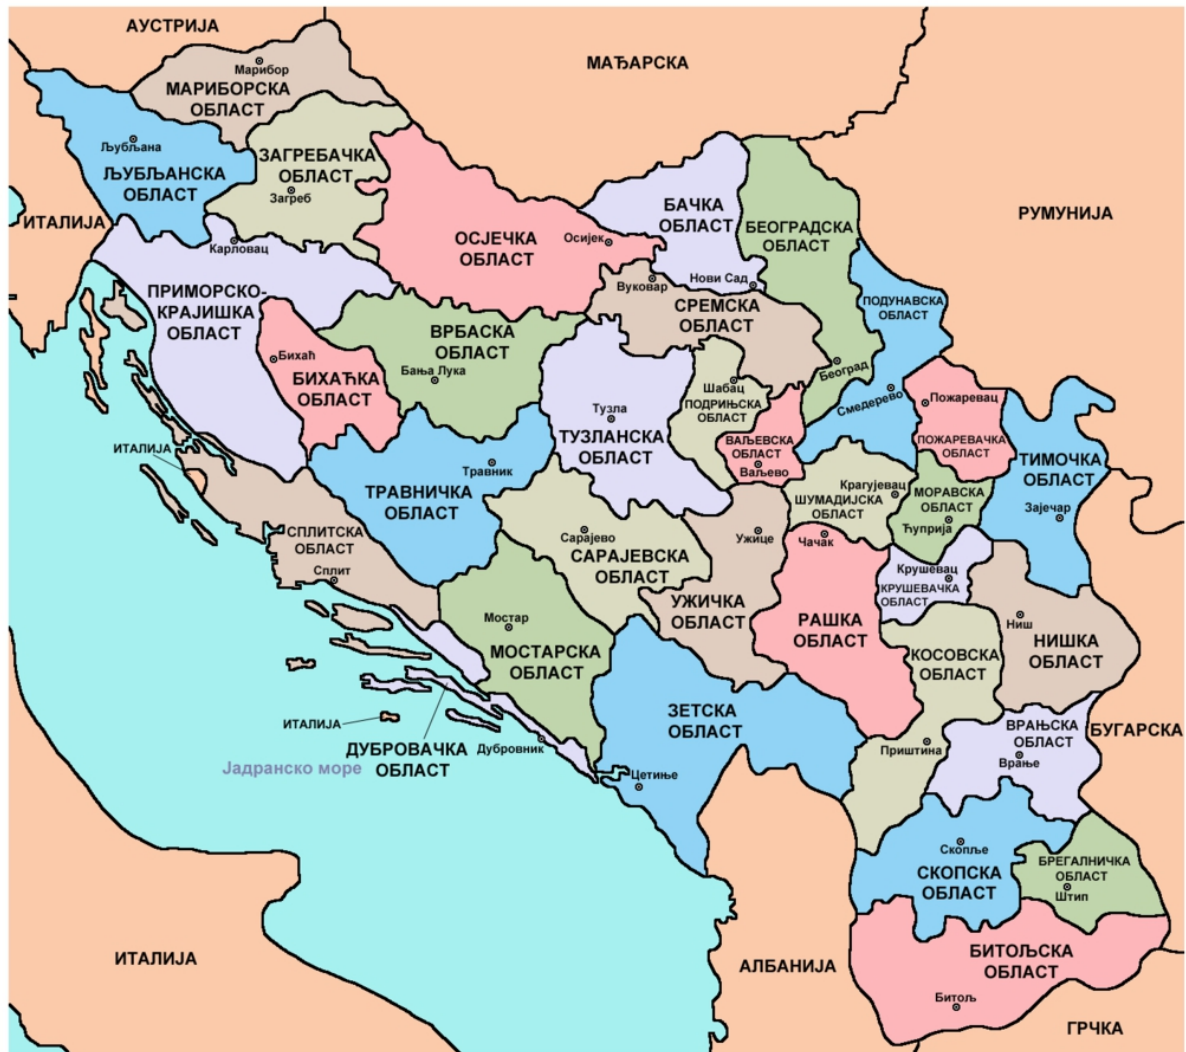 АУСТРИЈА
МАЂАРСКА
Марибор
МАРИБОРСКА
ОБЛАСТ
Љубљана
ЉУБЉАНСКА
ОБЛАСТ
ЗАГРЕБАЧКА
ОБЛАСТ
Загреб
ИТАЛИЈА
РУМУНИЈА
БАЧКА
ОБЛАСТ
Нови Сад
БЕОГРАДСКА
ОБЛАСТ
Београд
ОСЈЕЧКА
ОБЛАСТ
Осијек
Карловац
ПРИМОРСКО-
КРАЈИШКА
ОБЛАСТ
Вуковар
СРЕМСКА
ОБЛАСТ
ПОДУНАВСКА
ОБЛАСТ
Смедерево
ВРБАСКА
ОБЛАСТ
Бања Лука
Бихаћ
БИХАЋКА
ОБЛАСТ
Шабац
ПОДРИЊСКА
ОБЛАСТ
Тузла
ТУЗЛАНСКА
ОБЛАСТ
ВАЉЕВСКА
ОБЛАСТ
Ваљево
Пожаревац
ПОЖАРЕВАЧКА
ОБЛАСТ
ТИМОЧКА
ОБЛАСТ
Зајечар
ИТАЛИЈА
Травник
ТРАВНИЧКА
ОБЛАСТ
Крагујевац
ШУМАДИЈСКА
ОБЛАСТ
МОРАВСКА
ОБЛАСТ
Ћуприја
СПЛИТСКА
ОБЛАСТ
Сплит
Сарајево
САРАЈЕВСКА
ОБЛАСТ
Ужице
УЖИЧКА
ОБЛАСТ
Чачак
РАШКА
ОБЛАСТ
Крушевац
КРУШЕВАЧКА
ОБЛАСТ
Ниш
НИШКА
ОБЛАСТ
Мостар
МОСТАРСКА
ОБЛАСТ
КОСОВСКА
ОБЛАСТ
Приштина
ЗЕТСКА
ОБЛАСТ
Цетиње
ВРАЊСКА
ОБЛАСТ
Врање
БУГАРСКА
ИТАЛИЈА
ДУБРОВАЧКА
ОБЛАСТ
Дубровник
Јадранско море
Скопље
СКОПСКА
ОБЛАСТ
БРЕГАЛНИЧКА
ОБЛАСТ
Штип
ИТАЛИЈА
АЛБАНИЈА
БИТОЉСКА
ОБЛАСТ
Битољ
ГРЧКА